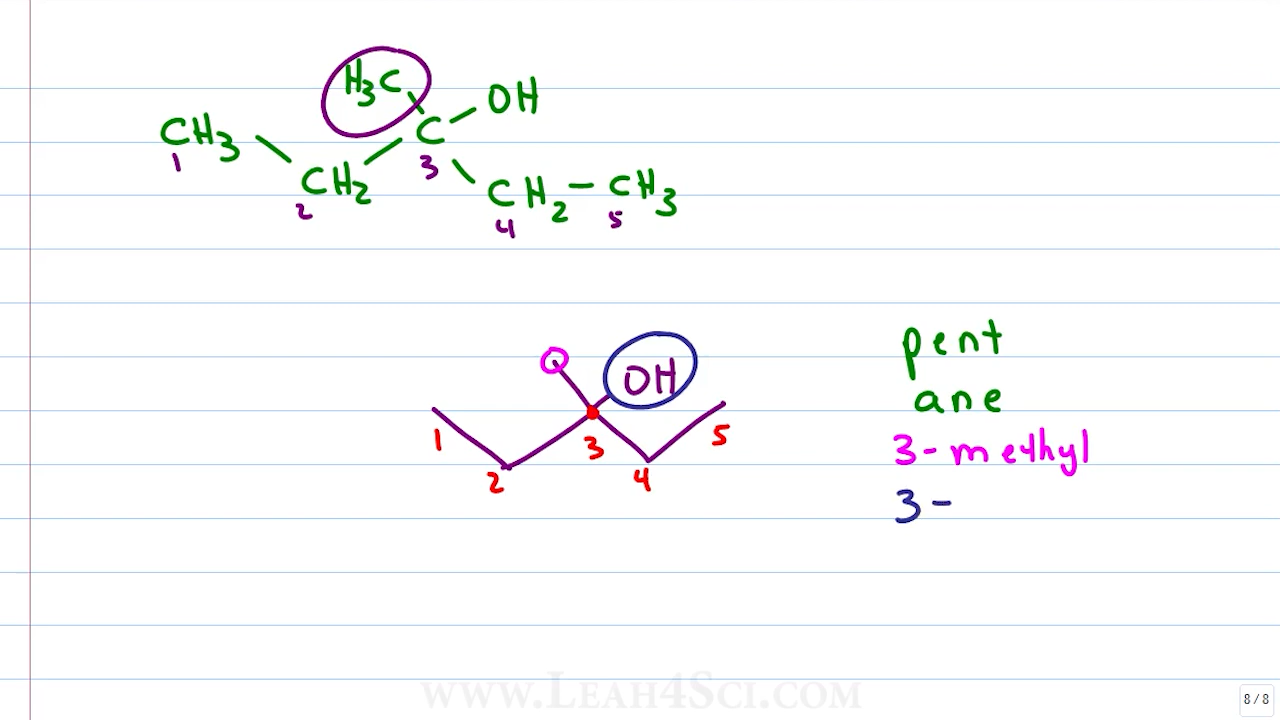 H3C OH
CH3 C
1 3
CH2 CH2-CH3
2 4 5
OH
1 3 5
2 4
pent
ane
3-methyl
3-
www.Leah4Sci.com
8/8